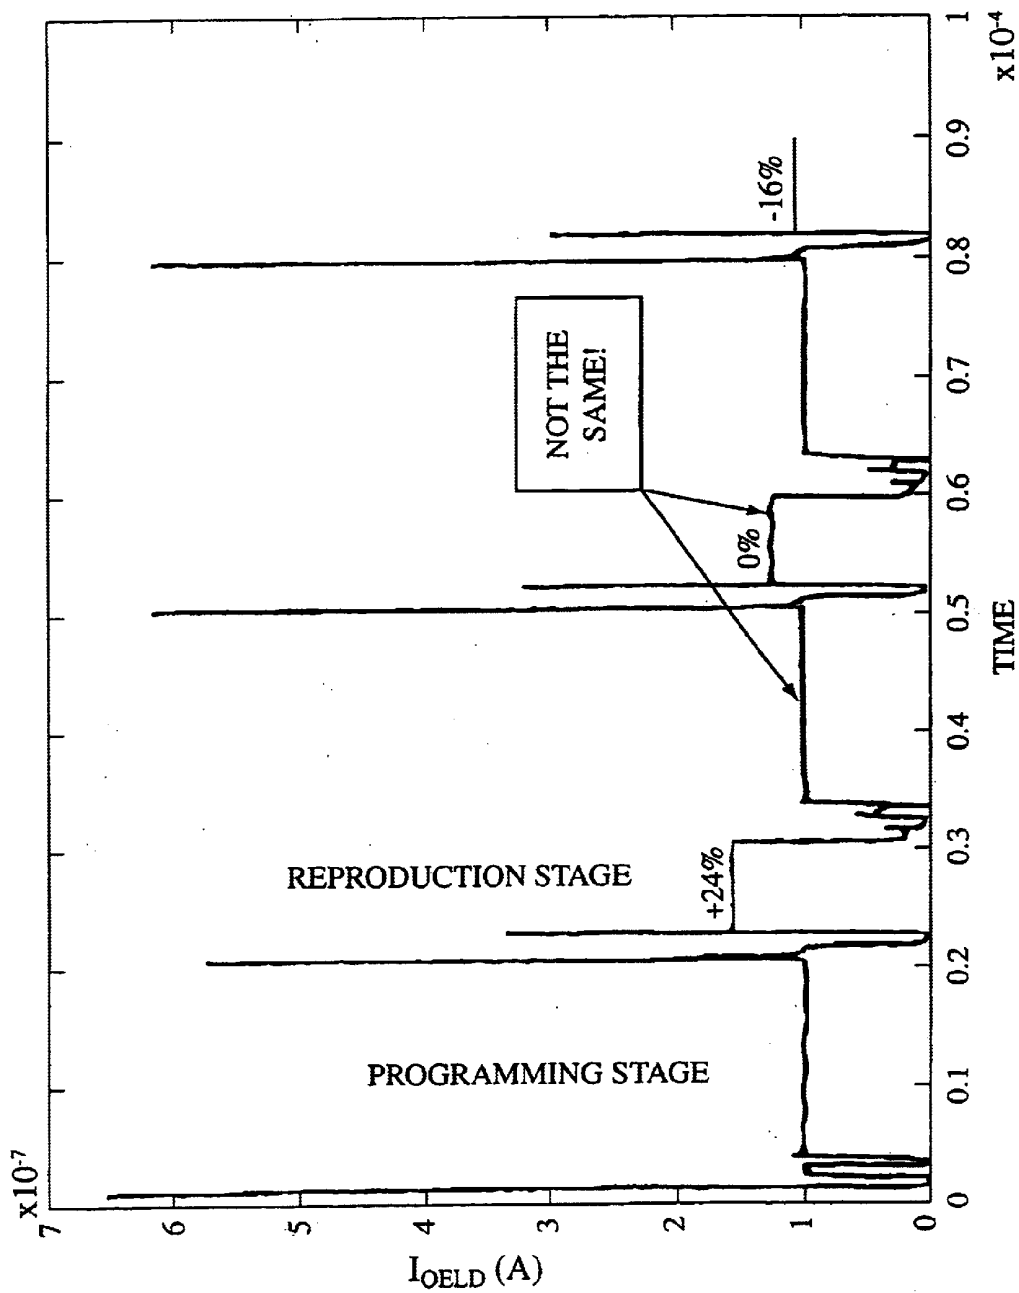 x10-7
7
6
5
4
3
2
1
0
I_OELD (A)
REPRODUCTION STAGE
PROGRAMMING STAGE
NOT THE
SAME!
+24%
0%
-16%
0
0.1
0.2
0.3
0.4
0.5
0.6
0.7
0.8
0.9
1
x10-4
TIME